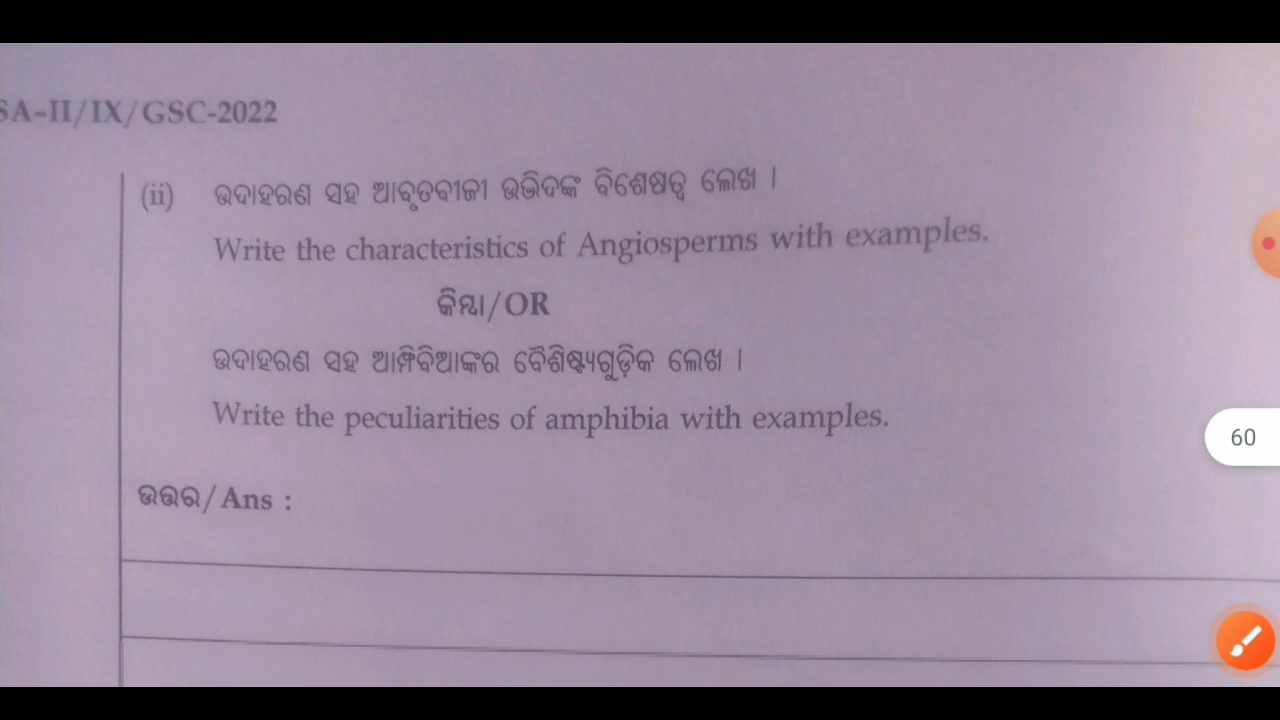 SA-II/IX/GSC-2022
(ii) ଉଦାହରଣ ସହ ଆବୃତବୀଜୀ ଉଦ୍ଭିଦଙ୍କ ବିଶେଷତ୍ୱ ଲେଖ ।
Write the characteristics of Angiosperms with examples.
କିମ୍ବା/OR
ଉଦାହରଣ ସହ ଆମ୍ଫିବିଆଙ୍କର ବୈଶିଷ୍ଟ୍ୟଗୁଡ଼ିକ ଲେଖ ।
Write the peculiarities of amphibia with examples.
60
ଉତ୍ତର/Ans :